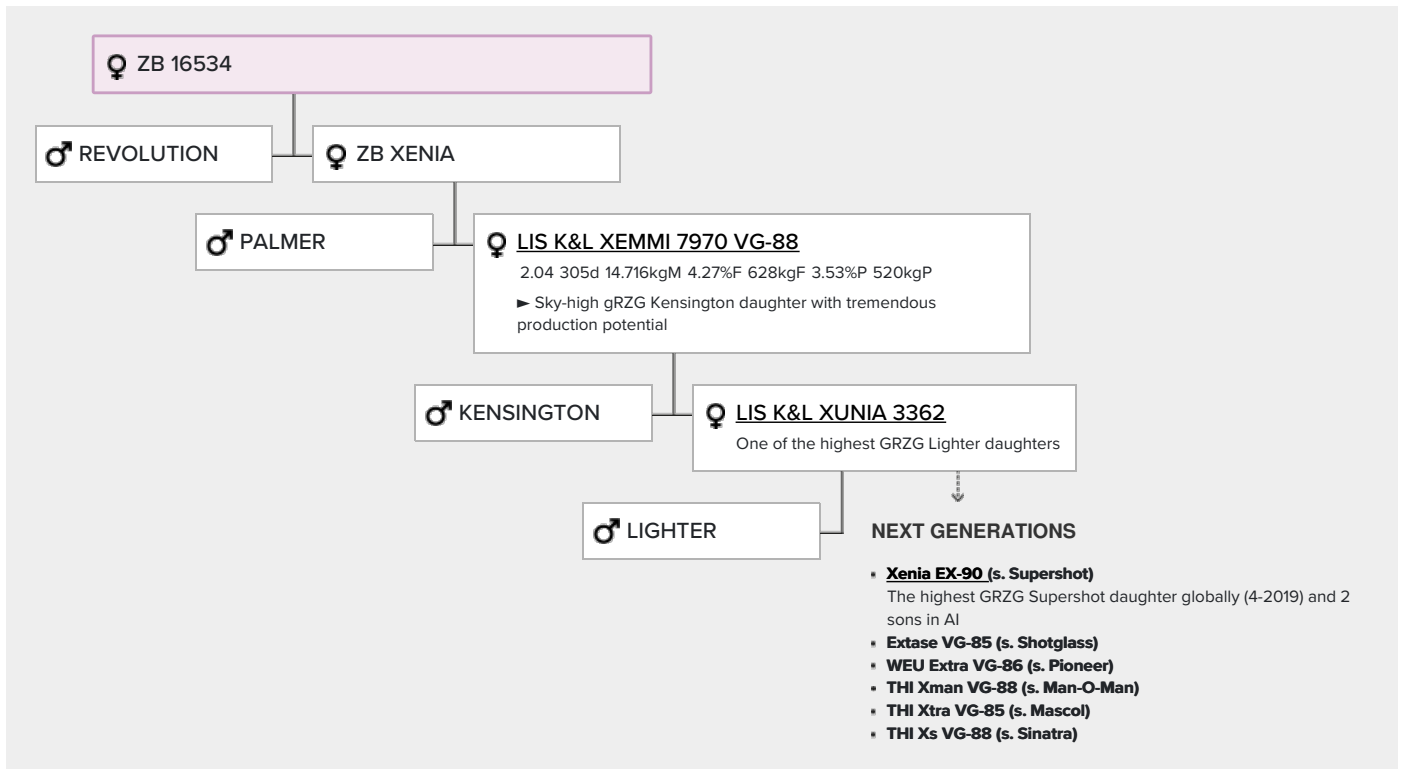 ZB 16534
REVOLUTION
ZB XENIA
PALMER
LIS K&L XEMMI 7970 VG-88
2.04 305d 14.716kgM 4.27%F 628kgF 3.53%P 520kgP
► Sky-high gRZG Kensington daughter with tremendous
production potential
KENSINGTON
LIS K&L XUNIA 3362
One of the highest GRZG Lighter daughters
LIGHTER
NEXT GENERATIONS
▪ Xenia EX-90 (s. Supershot)
The highest GRZG Supershot daughter globally (4-2019) and 2
sons in AI
▪ Extase VG-85 (s. Shotglass)
▪ WEU Extra VG-86 (s. Pioneer)
▪ THI Xman VG-88 (s. Man-O-Man)
▪ THI Xtra VG-85 (s. Mascol)
▪ THI Xs VG-88 (s. Sinatra)